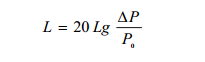 L = 20 Lg ΔP / P₀